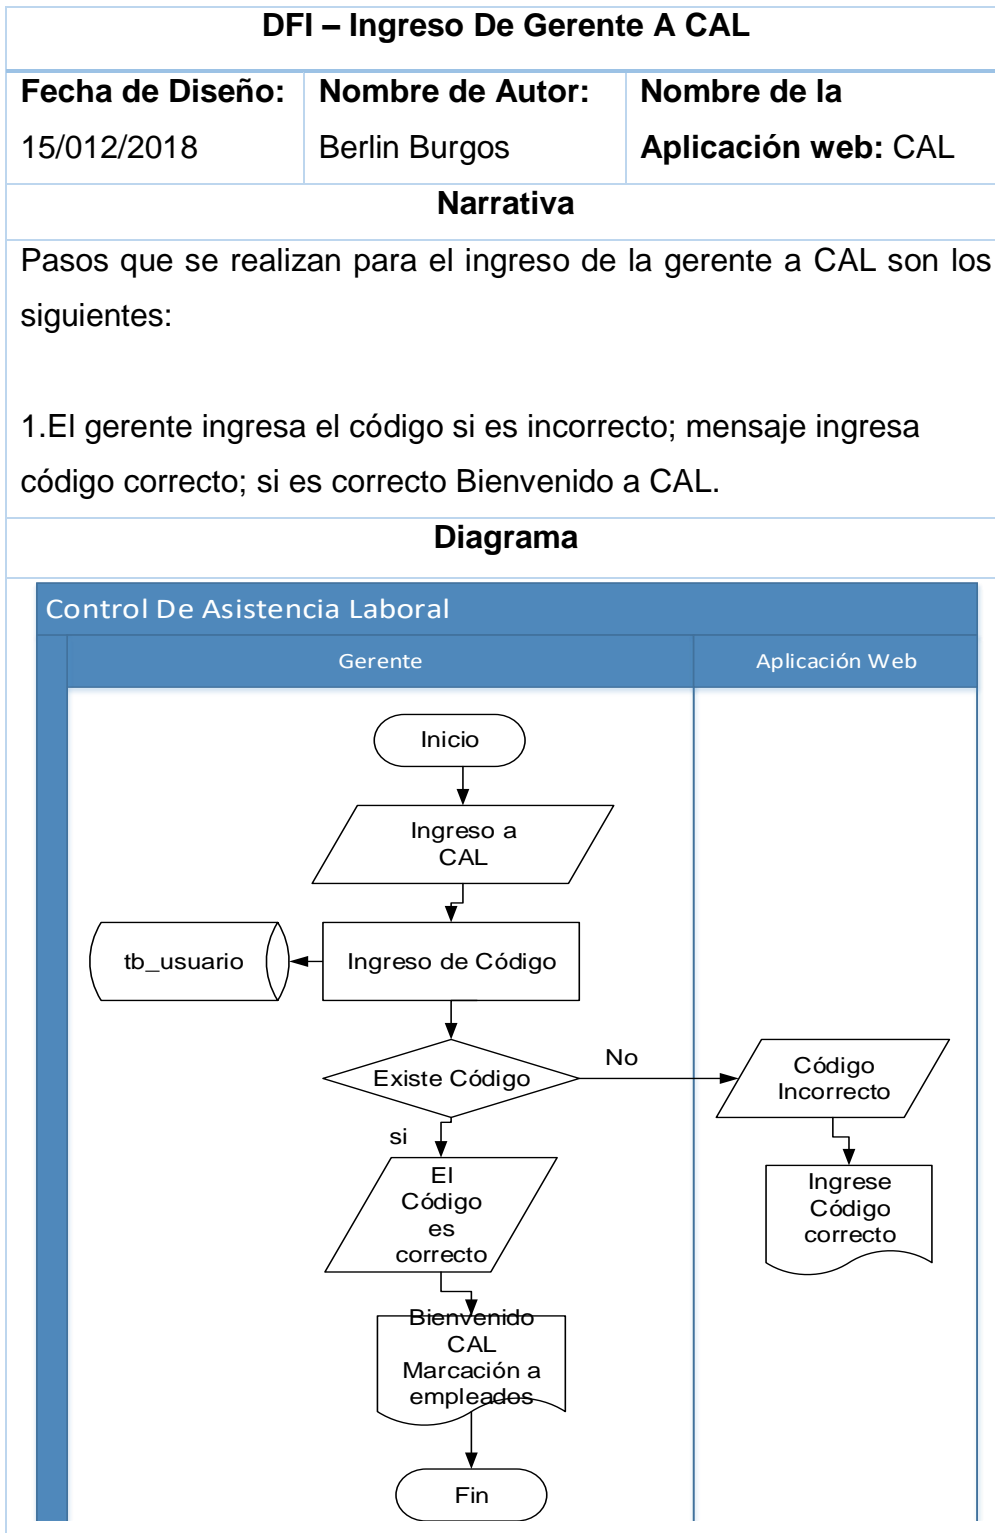 DFI – Ingreso De Gerente A CAL
Fecha de Diseño:
15/012/2018
Nombre de Autor:
Berlin Burgos
Nombre de la
Aplicación web: CAL
Narrativa
Pasos que se realizan para el ingreso de la gerente a CAL son los
siguientes:
1.El gerente ingresa el código si es incorrecto; mensaje ingresa
código correcto; si es correcto Bienvenido a CAL.
Diagrama
Control De Asistencia Laboral
Gerente
Aplicación Web
Inicio
Ingreso a
CAL
tb_usuario
Ingreso de Código
Existe Código
No
Código
Incorrecto
si
El
Código
es
correcto
Ingrese
Código
correcto
Bienvenido
CAL
Marcación a
empleados
Fin